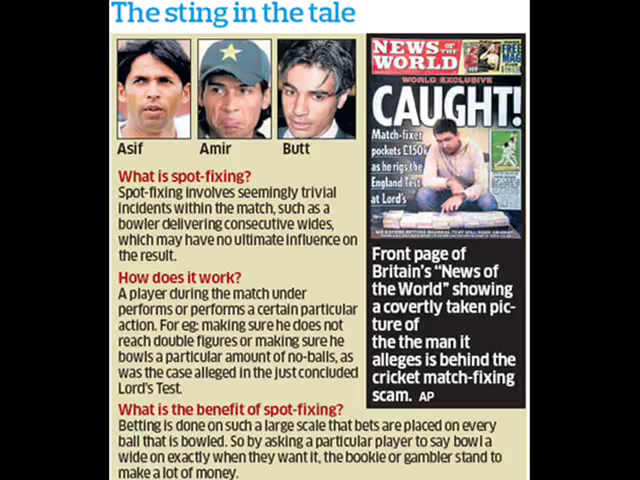 The sting in the tale
Asif
Amir
Butt
What is spot-fixing?
Spot-fixing involves seemingly trivial
incidents within the match, such as a
bowler delivering consecutive wides,
which may have no ultimate influence on
the result.
How does it work?
A player during the match under
performs or performs a certain particular
action. For eg: making sure he does not
reach double figures or making sure he
bowls a particular amount of no-balls, as
was the case alleged in the just concluded
Lord's Test.
What is the benefit of spot-fixing?
Betting is done on such a large scale that bets are placed on every
ball that is bowled. So by asking a particular player to say bowl a
wide on exactly when they want it, the bookie or gambler stand to
make a lot of money.
NEWS OF THE
WORLD
FREE
WORLD EXCLUSIVE
CAUGHT!
Match-fixer
pockets £150k
as he rigs the
England Test
at Lord's
Front page of
Britain's "News of
the World" showing
a covertly taken pic-
ture of
the the man it
alleges is behind the
cricket match-fixing
scam. AP